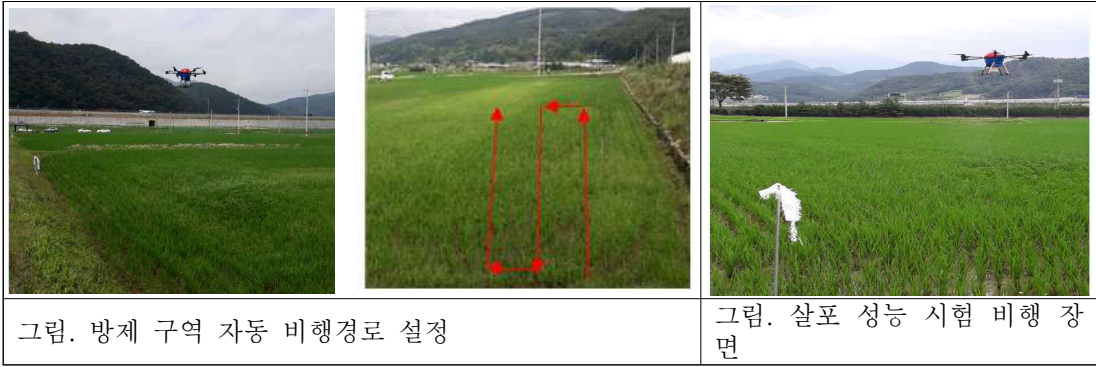 그림. 방제 구역 자동 비행경로 설정
그림. 살포 성능 시험 비행 장
면